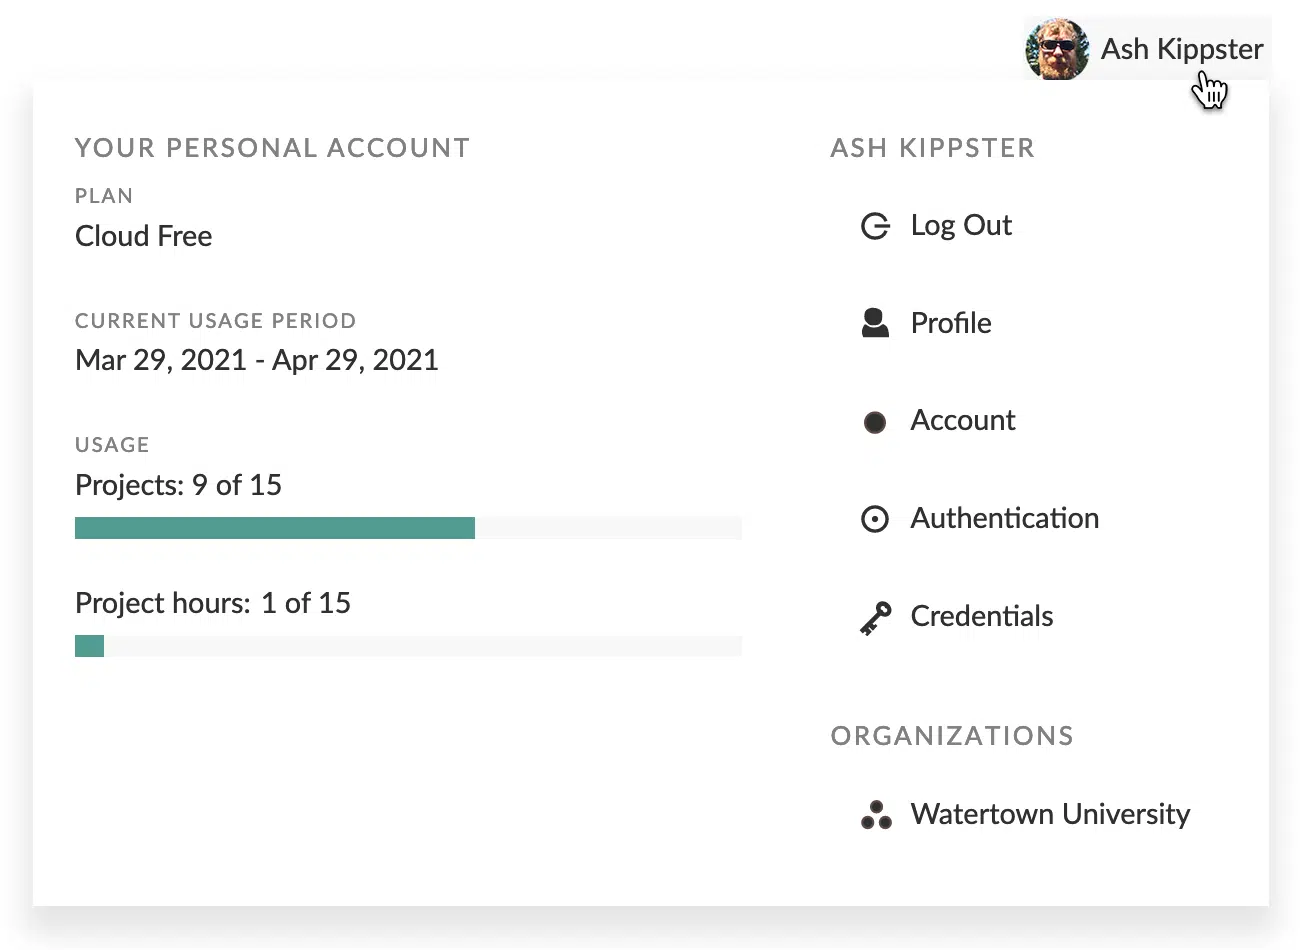 Ash Kippster
YOUR PERSONAL ACCOUNT
PLAN
Cloud Free
CURRENT USAGE PERIOD
Mar 29, 2021 - Apr 29, 2021
USAGE
Projects: 9 of 15
Project hours: 1 of 15
ASH KIPPSTER
Log Out
Profile
Account
Authentication
Credentials
ORGANIZATIONS
Watertown University